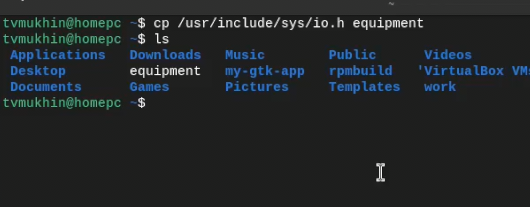 tvmukhin@homepc ~$ cp /usr/include/sys/io.h equipment
tvmukhin@homepc ~$ ls
Applications Downloads Music Public Videos
Desktop equipment my-gtk-app rpmbuild 'VirtualBox VM
Documents Games Pictures Templates work
tvmukhin@homepc ~$